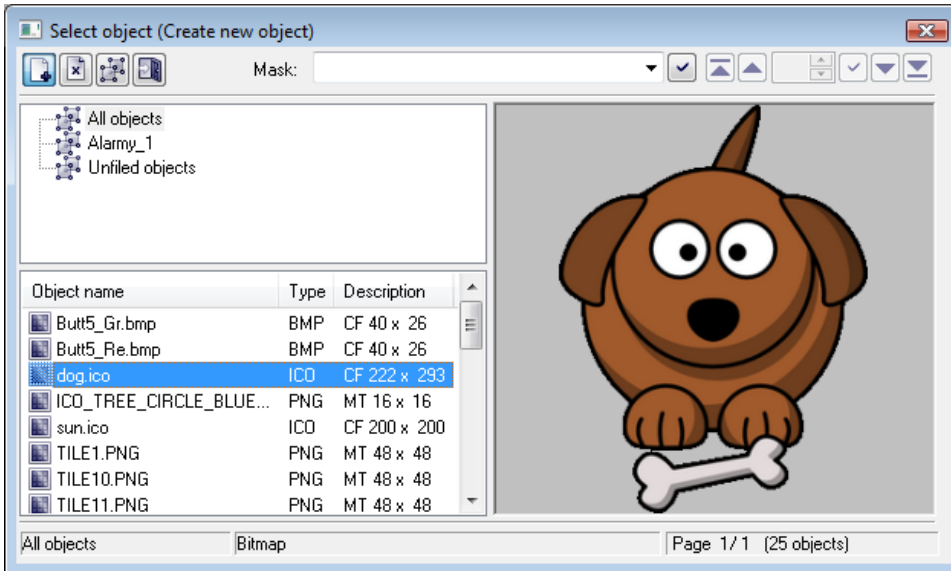 Select object (Create new object)
Mask:
All objects
Alarmy_1
Unfiled objects
Object name Type Description
Butt5_Gr.bmp BMP CF 40 x 26
Butt5_Re.bmp BMP CF 40 x 26
dog.ico ICO CF 222 x 293
ICO_TREE_CIRCLE_BLUE... PNG MT 16 x 16
sun.ico ICO CF 200 x 200
TILE1.PNG PNG MT 48 x 48
TILE10.PNG PNG MT 48 x 48
TILE11.PNG PNG MT 48 x 48
All objects Bitmap Page 1/1 (25 objects)